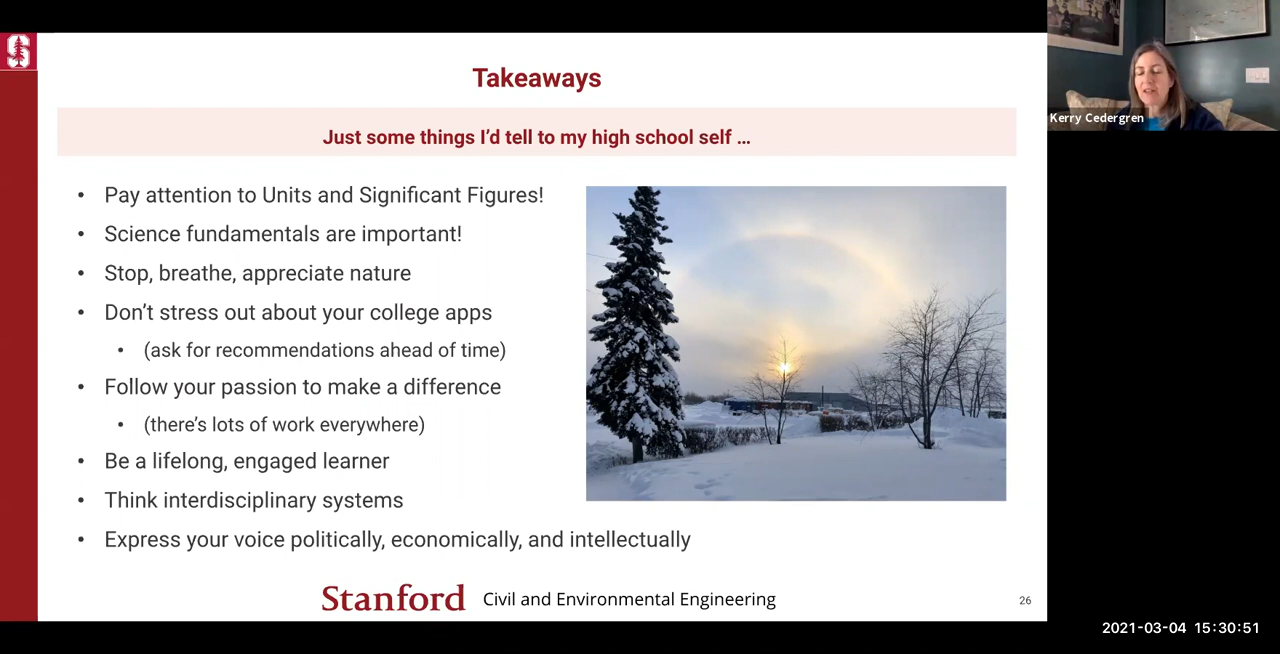 Takeaways
Just some things I'd tell to my high school self ...
• Pay attention to Units and Significant Figures!
• Science fundamentals are important!
• Stop, breathe, appreciate nature
• Don't stress out about your college apps
• (ask for recommendations ahead of time)
• Follow your passion to make a difference
• (there's lots of work everywhere)
• Be a lifelong, engaged learner
• Think interdisciplinary systems
• Express your voice politically, economically, and intellectually
Stanford Civil and Environmental Engineering
26
Kerry Cedergren
2021-03-04 15:30:51